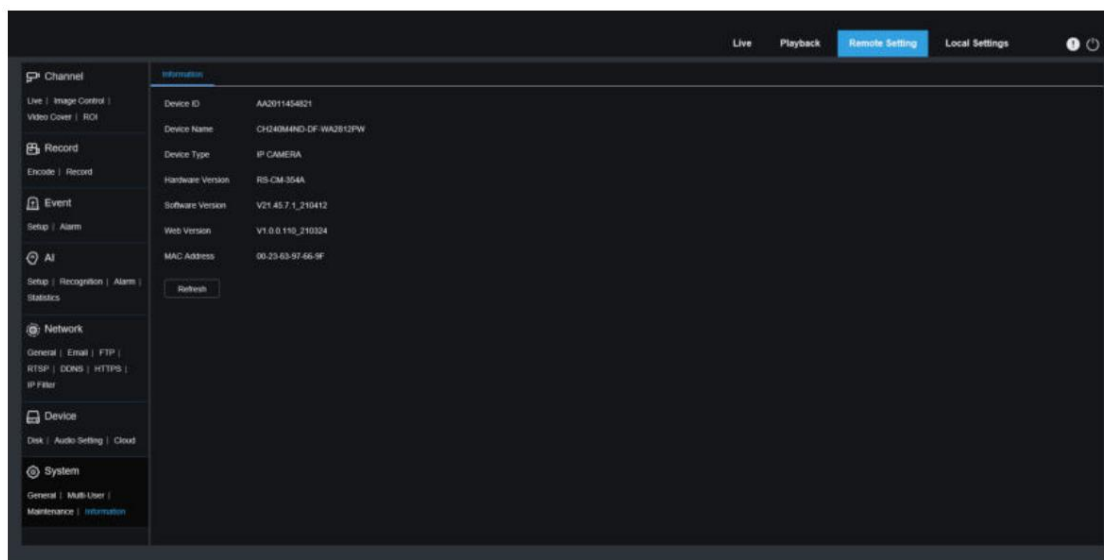 Live Playback Remote Setting Local Settings
Channel
Live | Image Control |
Video Cover | ROI
Record
Encode | Record
Event
Setup | Alarm
AI
Setup | Recognition | Alarm |
Statistics
Network
General | Email | FTP |
RTSP | DDNS | HTTPS |
IP Filter
Device
Disk | Audio Setting | Cloud
System
General | Multi-User |
Maintenance | Information
Information
Device ID AA2011454821
Device Name CH240M4ND-DF-WA2812PW
Device Type IP CAMERA
Hardware Version RS-CM-354A
Software Version V21.45.7.1_210412
Web Version V1.0.0.110_210324
MAC Address 00-23-63-97-66-9F
Refresh